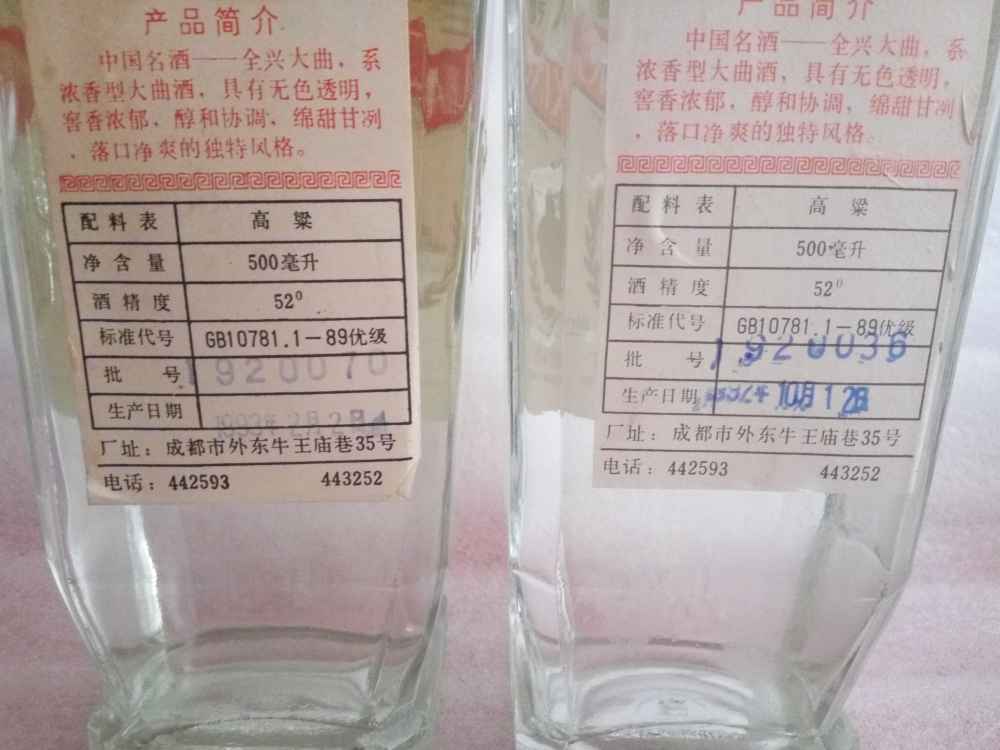 产品简介
中国名酒——全兴大曲，系
浓香型大曲酒，具有无色透明，
窖香浓郁，醇和协调，绵甜甘冽
，落口净爽的独特风格。
配料表 高粱
净含量 500毫升
酒精度 52⁰
标准代号 GB10781.1—89优级
批号 1920070
生产日期
厂址：成都市外东牛王庙巷35号
电话：442593 443252
产品简介
中国名酒——全兴大曲，系
浓香型大曲酒，具有无色透明，
窖香浓郁，醇和协调，绵甜甘冽
，落口净爽的独特风格。
配料表 高粱
净含量 500毫升
酒精度 52⁰
标准代号 GB10781.1—89优级
批号 1920036
生产日期 10月12日
厂址：成都市外东牛王庙巷35号
电话：442593 443252